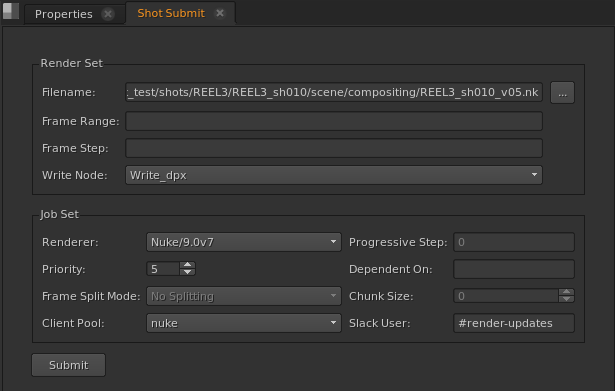 Properties
Shot Submit
Render Set
Filename: _test/shots/REEL3/REEL3_sh010/scene/compositing/REEL3_sh010_v05.nk ...
Frame Range:
Frame Step:
Write Node: Write_dpx
Job Set
Renderer: Nuke/9.0v7 Progressive Step: 0
Priority: 5 Dependent On:
Frame Split Mode: No Splitting Chunk Size: 0
Client Pool: nuke Slack User: #render-updates
Submit